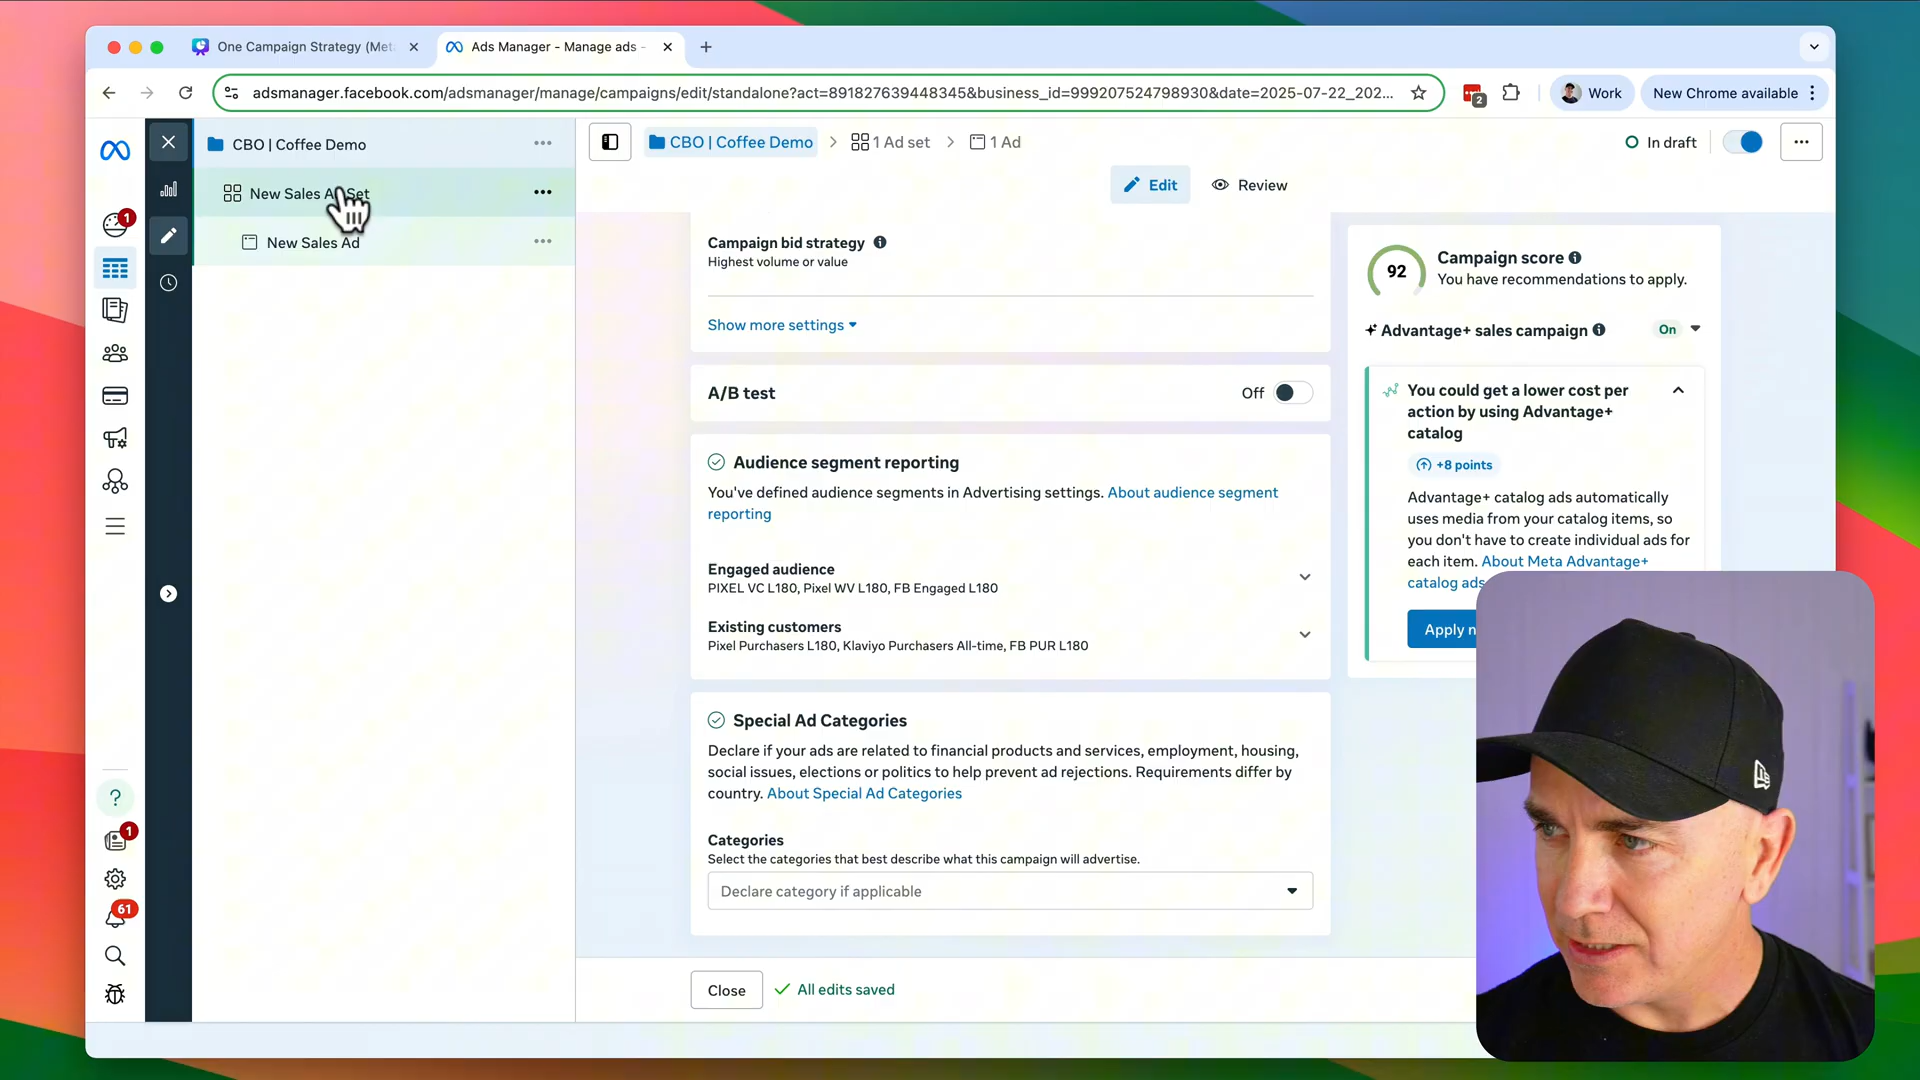 One Campaign Strategy (Met
Ads Manager - Manage ads -
adsmanager.facebook.com/adsmanager/manage/campaigns/edit/standalone?act=891827639448345&business_id=999207524798930&date=2025-07-22_202...
2
Work
New Chrome available
CBO | Coffee Demo
CBO | Coffee Demo
1 Ad set
1 Ad
In draft
New Sales Ad Set
Edit
Review
1
New Sales Ad
Campaign bid strategy
Highest volume or value
Show more settings
A/B test
Off
Audience segment reporting
You've defined audience segments in Advertising settings. About audience segment
reporting
Engaged audience
PIXEL VC L180, Pixel WV L180, FB Engaged L180
Existing customers
Pixel Purchasers L180, Klaviyo Purchasers All-time, FB PUR L180
Special Ad Categories
Declare if your ads are related to financial products and services, employment, housing,
social issues, elections or politics to help prevent ad rejections. Requirements differ by
country. About Special Ad Categories
Categories
Select the categories that best describe what this campaign will advertise.
Declare category if applicable
Close
All edits saved
92
Campaign score
You have recommendations to apply.
Advantage+ sales campaign
On
You could get a lower cost per
action by using Advantage+
catalog
+8 points
Advantage+ catalog ads automatically
uses media from your catalog items, so
you don't have to create individual ads for
each item. About Meta Advantage+
catalog ads
Apply n
?
1
61